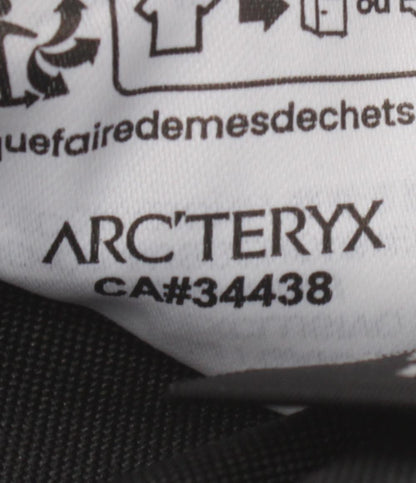 ou
quefairedemesdechets
ARC'TERYX
CA#34438